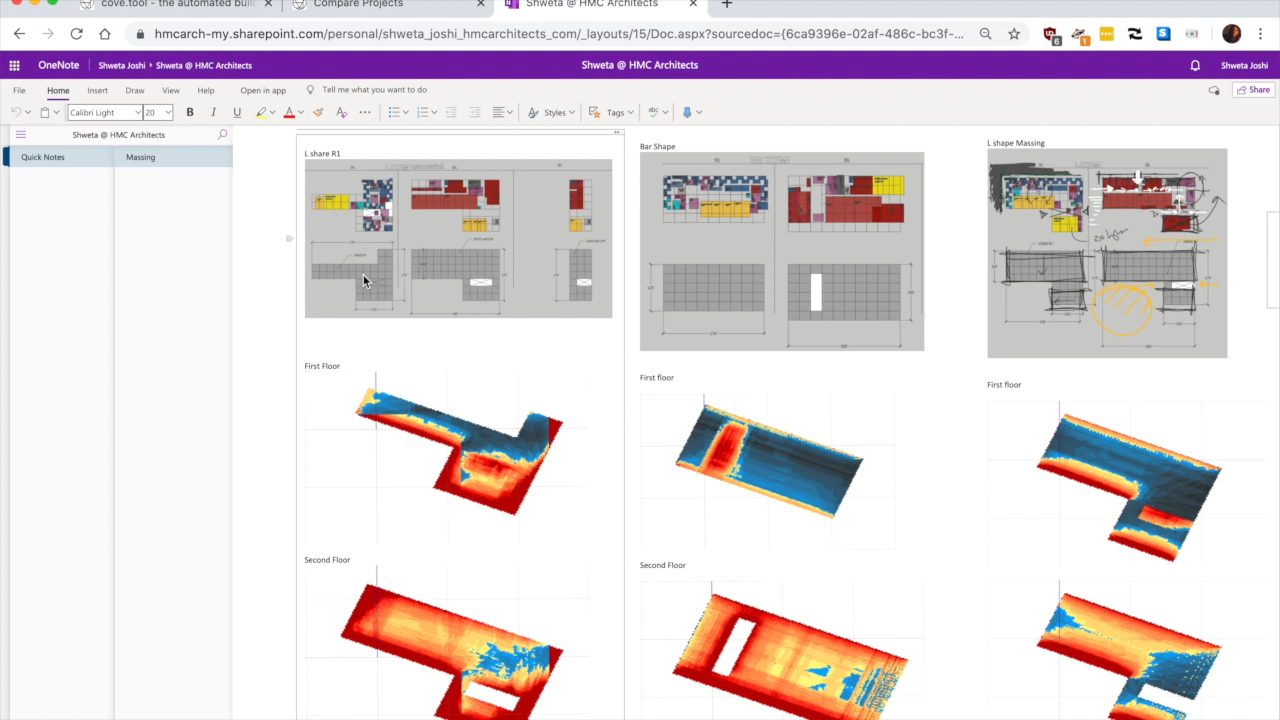 cove.tool - the automated buil
Compare Projects
Shweta @ HMC Architects
hmcarch-my.sharepoint.com/personal/shweta_joshi_hmcarchitects_com/_layouts/15/Doc.aspx?sourcedoc={6ca9396e-02af-486c-bc3f-...
6
1
OneNote
Shweta Joshi › Shweta @ HMC Architects
Shweta @ HMC Architects
Shweta Joshi
File
Home
Insert
Draw
View
Help
Open in app
Tell me what you want to do
Share
Calibri Light
20
B
I
U
Styles
Tags
abc
Shweta @ HMC Architects
Quick Notes
Massing
L share R1
Bar Shape
L shape Massing
First Floor
First floor
First floor
Second Floor
Second Floor